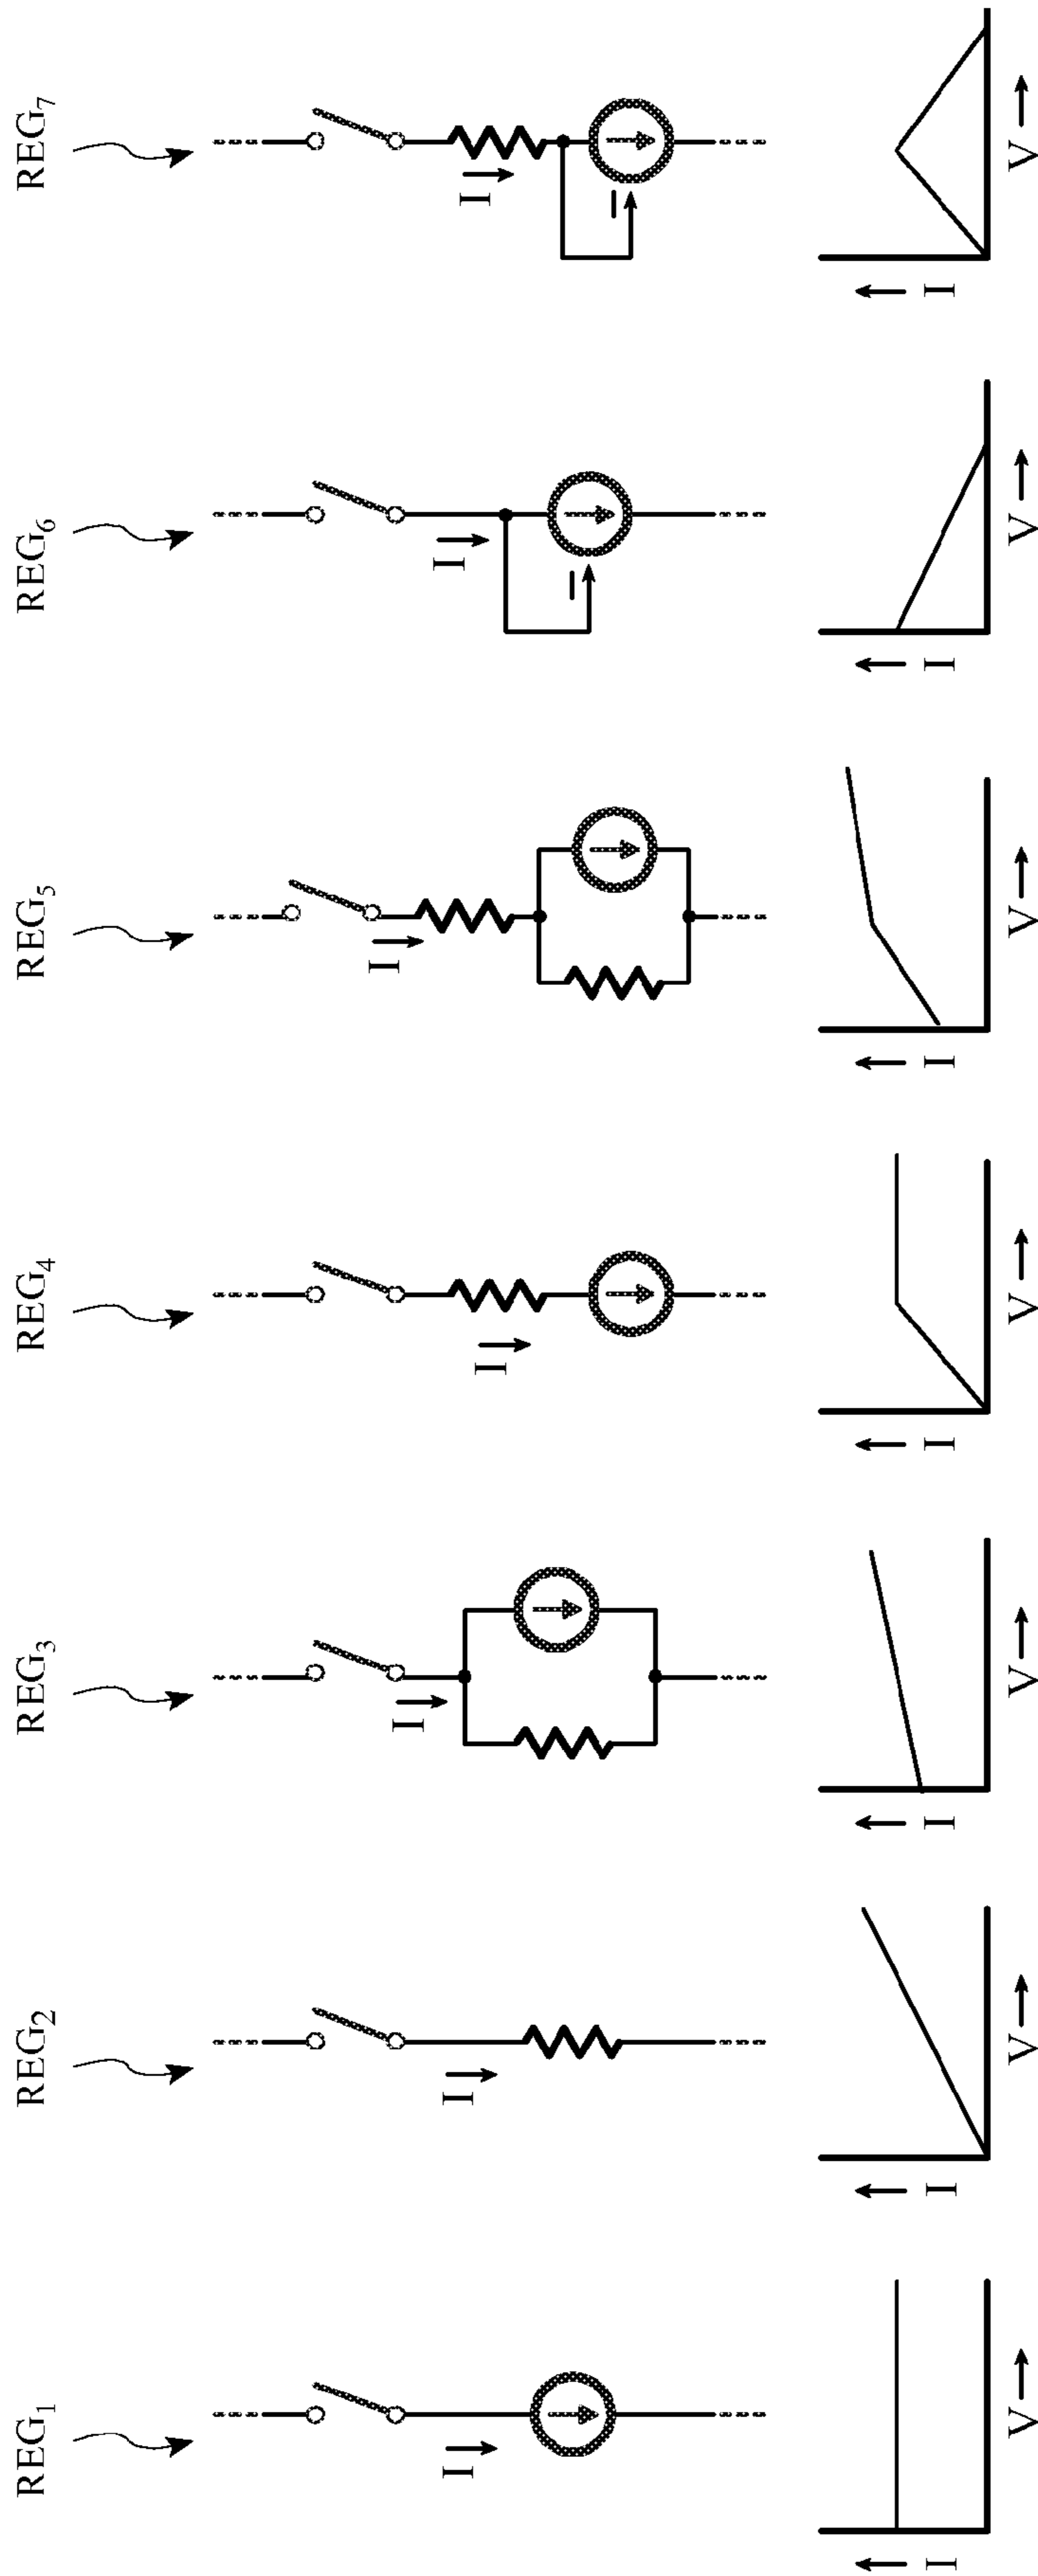 REG₁ REG₂ REG₃ REG₄ REG₅ REG₆ REG₇
I I I I I I I
− −
I I I I I I I
V V V V V V V